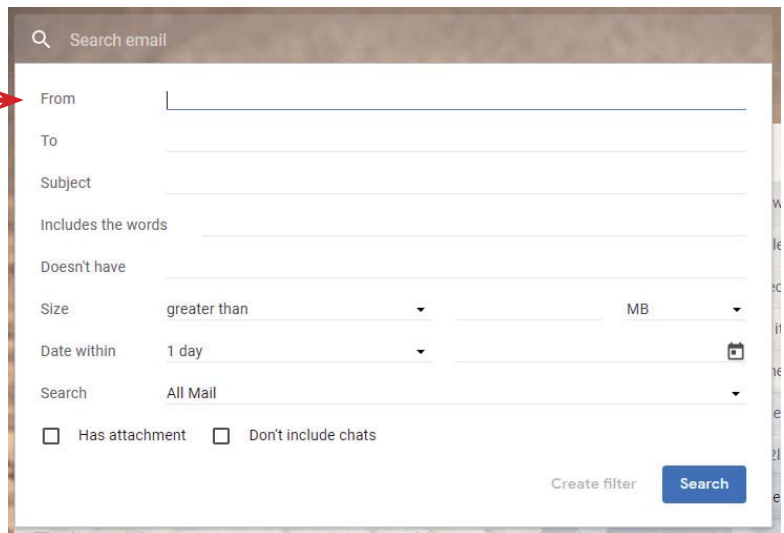 Search email
From
To
Subject
Includes the words
Doesn't have
Size greater than MB
Date within 1 day
Search All Mail
Has attachment Don't include chats
Create filter Search